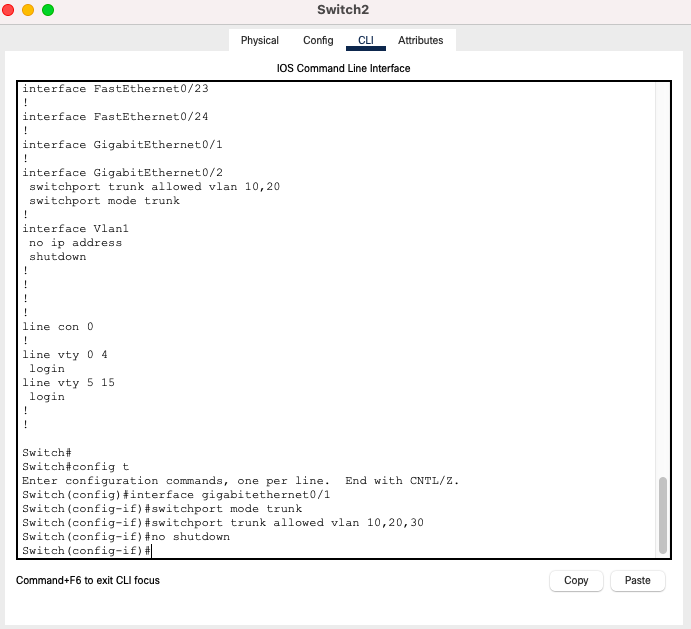 Switch2
Physical Config CLI Attributes
IOS Command Line Interface
interface FastEthernet0/23
!
interface FastEthernet0/24
!
interface GigabitEthernet0/1
!
interface GigabitEthernet0/2
 switchport trunk allowed vlan 10,20
 switchport mode trunk
!
interface Vlan1
 no ip address
 shutdown
!
!
!
!
line con 0
!
line vty 0 4
 login
line vty 5 15
 login
!
!
Switch#
Switch#config t
Enter configuration commands, one per line.  End with CNTL/Z.
Switch(config)#interface gigabitethernet0/1
Switch(config-if)#switchport mode trunk
Switch(config-if)#switchport trunk allowed vlan 10,20,30
Switch(config-if)#no shutdown
Switch(config-if)#
Command+F6 to exit CLI focus
Copy Paste